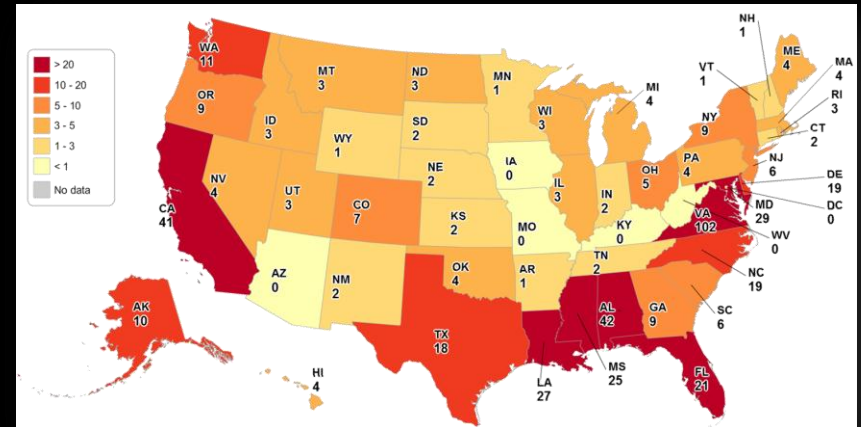 > 20
10 - 20
5 - 10
3 - 5
1 - 3
< 1
No data
WA
11
OR
9
CA
41
NV
4
ID
3
MT
3
WY
1
UT
3
AZ
0
CO
7
NM
2
ND
3
SD
2
NE
2
KS
2
OK
4
TX
18
MN
1
IA
0
MO
0
AR
1
LA
27
WI
3
IL
3
MI
4
IN
2
OH
5
KY
0
TN
2
MS
25
AL
42
GA
9
FL
21
SC
6
NC
19
VA
102
WV
0
DC
0
MD
29
DE
19
NJ
6
PA
4
NY
9
CT
2
RI
3
MA
4
ME
4
NH
1
VT
1
AK
10
HI
4